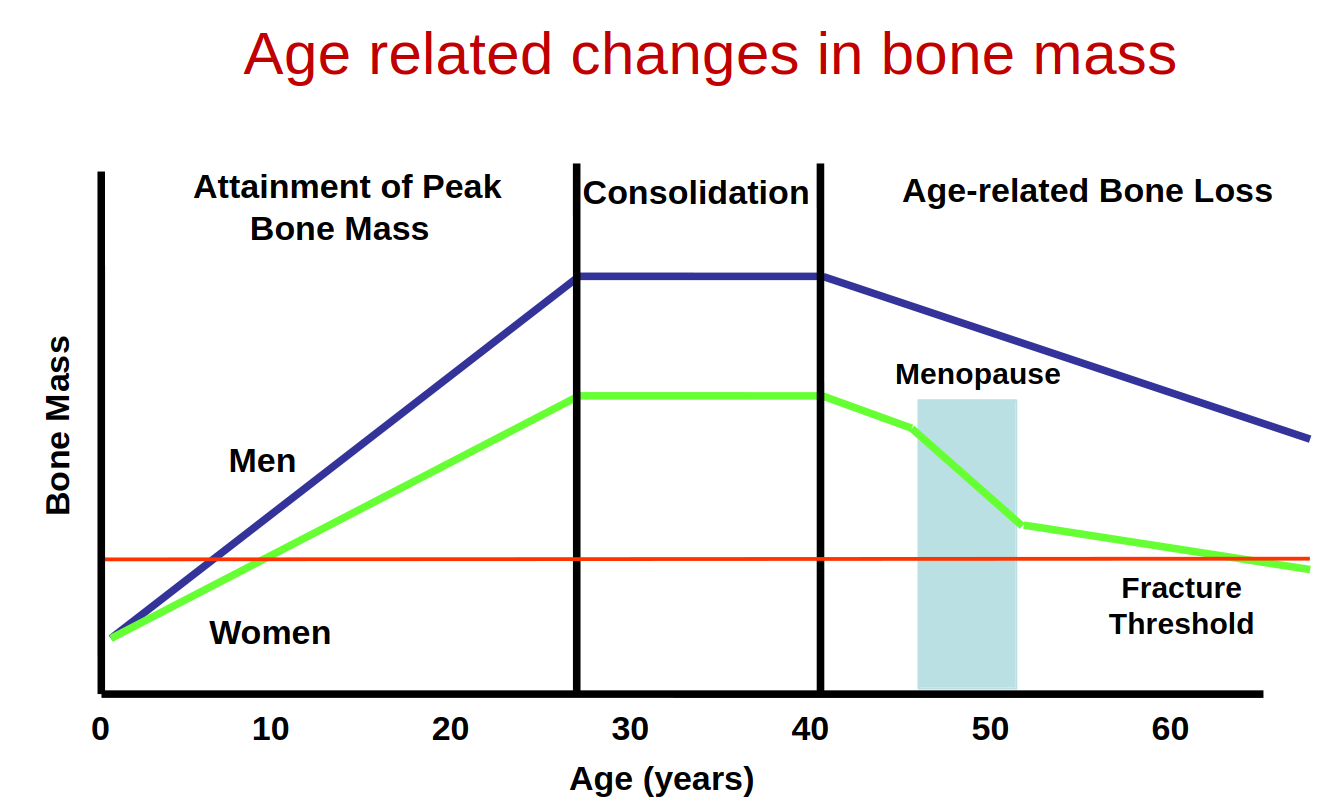 Age related changes in bone mass
Attainment of Peak
Bone Mass
Consolidation
Age-related Bone Loss
Bone Mass
Men
Women
Menopause
Fracture
Threshold
0 10 20 30 40 50 60
Age (years)